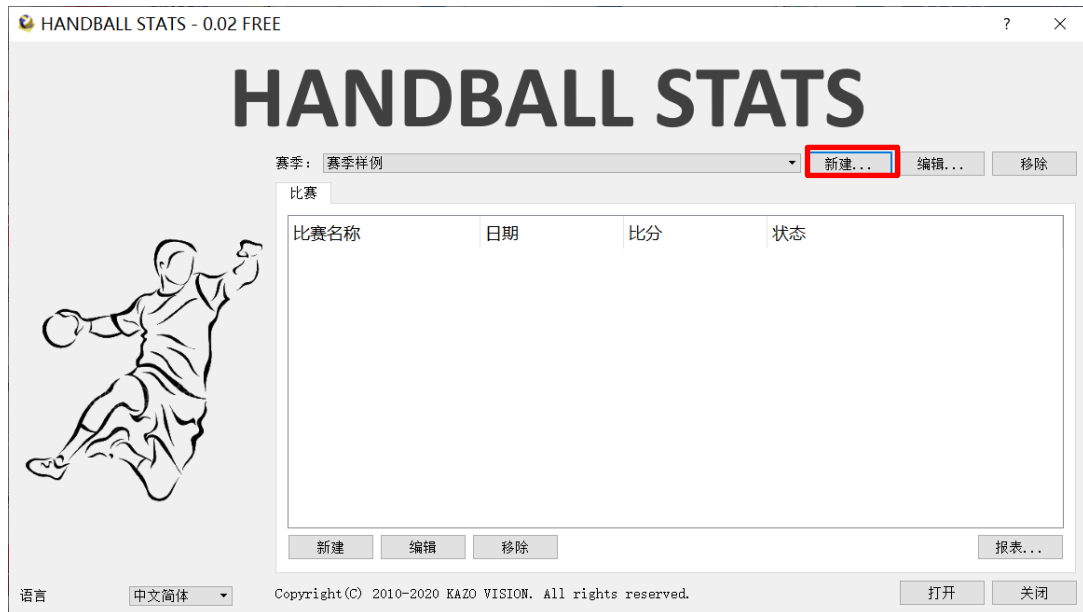 HANDBALL STATS - 0.02 FREE ? ×
HANDBALL STATS
赛季: 赛季样例 新建... 编辑... 移除
比赛
比赛名称 日期 比分 状态
新建 编辑 移除 报表...
语言 中文简体 Copyright(C) 2010-2020 KAZO VISION. All rights reserved. 打开 关闭